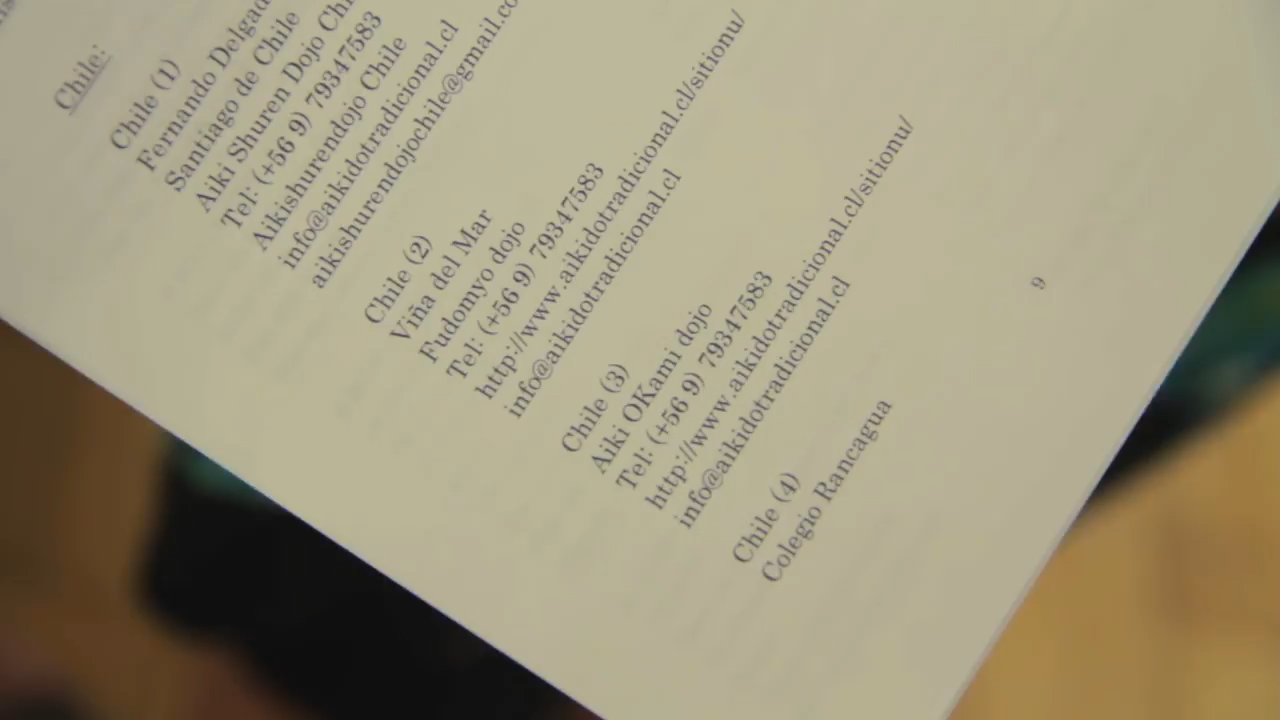 Chile:
Chile (1)
Fernando Delgad
Santiago de Chile
Aiki Shuren Dojo Chi
Tel: (+56 9) 79347583
Aikishurendojo Chile
info@aikidotradicional.cl
aikishurendojochile@gmail.co
Chile (2)
Viña del Mar
Fudomyo dojo
Tel: (+56 9) 79347583
http://www.aikidotradicional.cl/sitionu/
info@aikidotradicional.cl
Chile (3)
Aiki OKami dojo
Tel: (+56 9) 79347583
http://www.aikidotradicional.cl/sitionu/
info@aikidotradicional.cl
Chile (4)
Colegio Rancagua
9